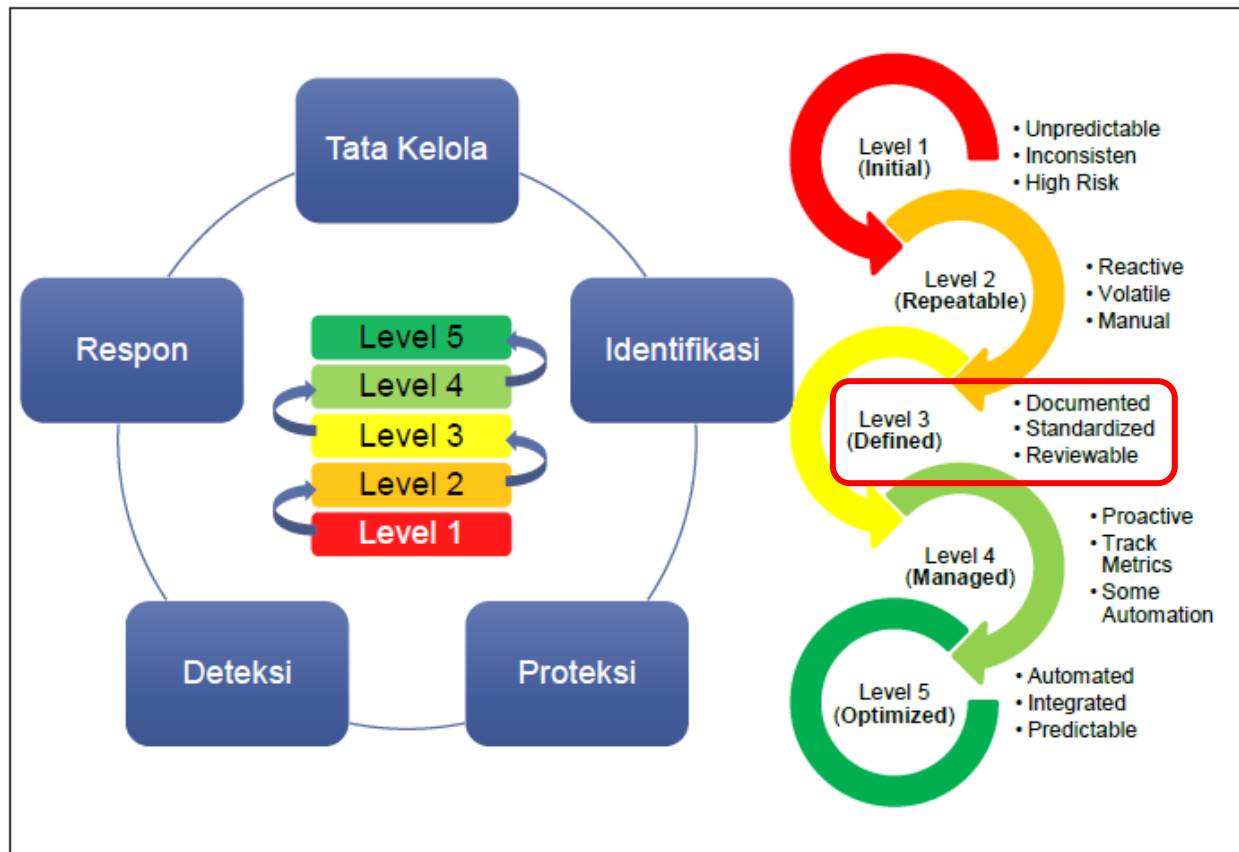 Tata Kelola
Respon
Identifikasi
Deteksi
Proteksi
Level 5
Level 4
Level 3
Level 2
Level 1
Level 1
(Initial)
• Unpredictable
• Inconsisten
• High Risk
Level 2
(Repeatable)
• Reactive
• Volatile
• Manual
Level 3
(Defined)
• Documented
• Standardized
• Reviewable
Level 4
(Managed)
• Proactive
• Track
Metrics
• Some
Automation
Level 5
(Optimized)
• Automated
• Integrated
• Predictable